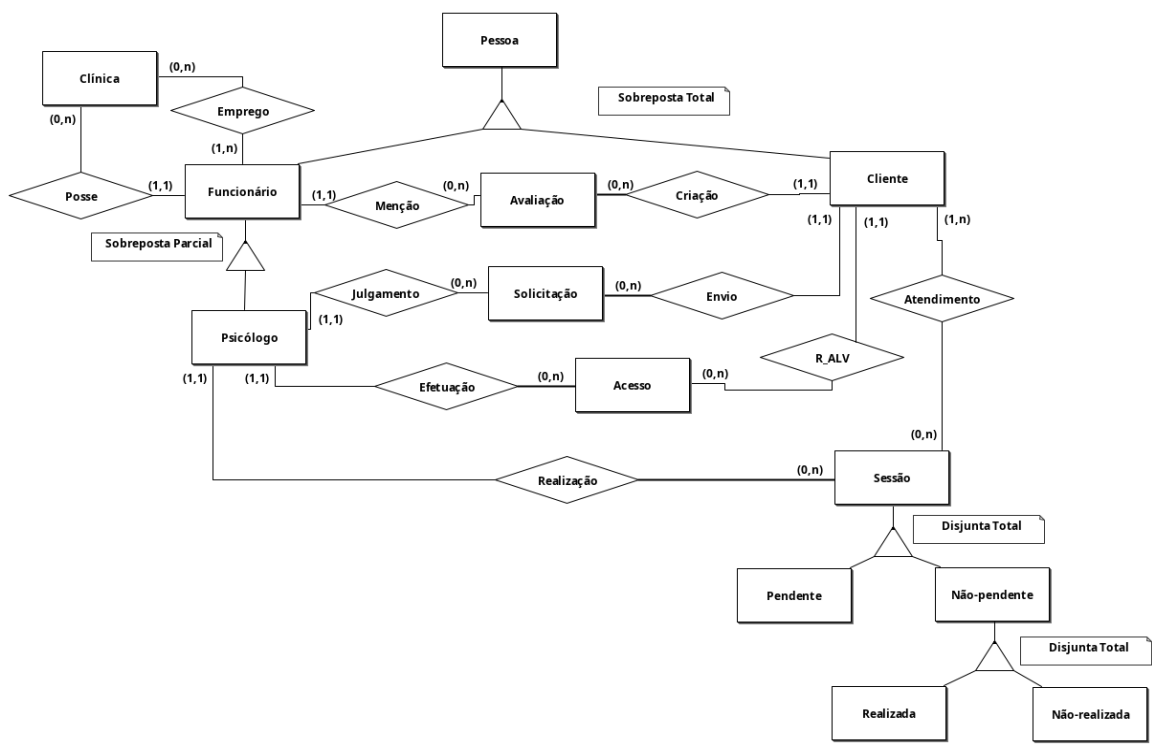 Pessoa
Clínica
(0,n)
Sobreposta Total
Emprego
(0,n)
(1,n)
Funcionário
Cliente
Posse
(1,1)
(1,1)
Menção
(0,n)
Avaliação
(0,n)
Criação
(1,1)
Sobreposta Parcial
(1,1)
(1,1)
(1,n)
Julgamento
(0,n)
Solicitação
(0,n)
Envio
Atendimento
(1,1)
Psicólogo
R_ALV
(1,1)
(1,1)
Efetuação
(0,n)
Acesso
(0,n)
(0,n)
Realização
(0,n)
Sessão
Disjunta Total
Pendente
Não-pendente
Disjunta Total
Realizada
Não-realizada